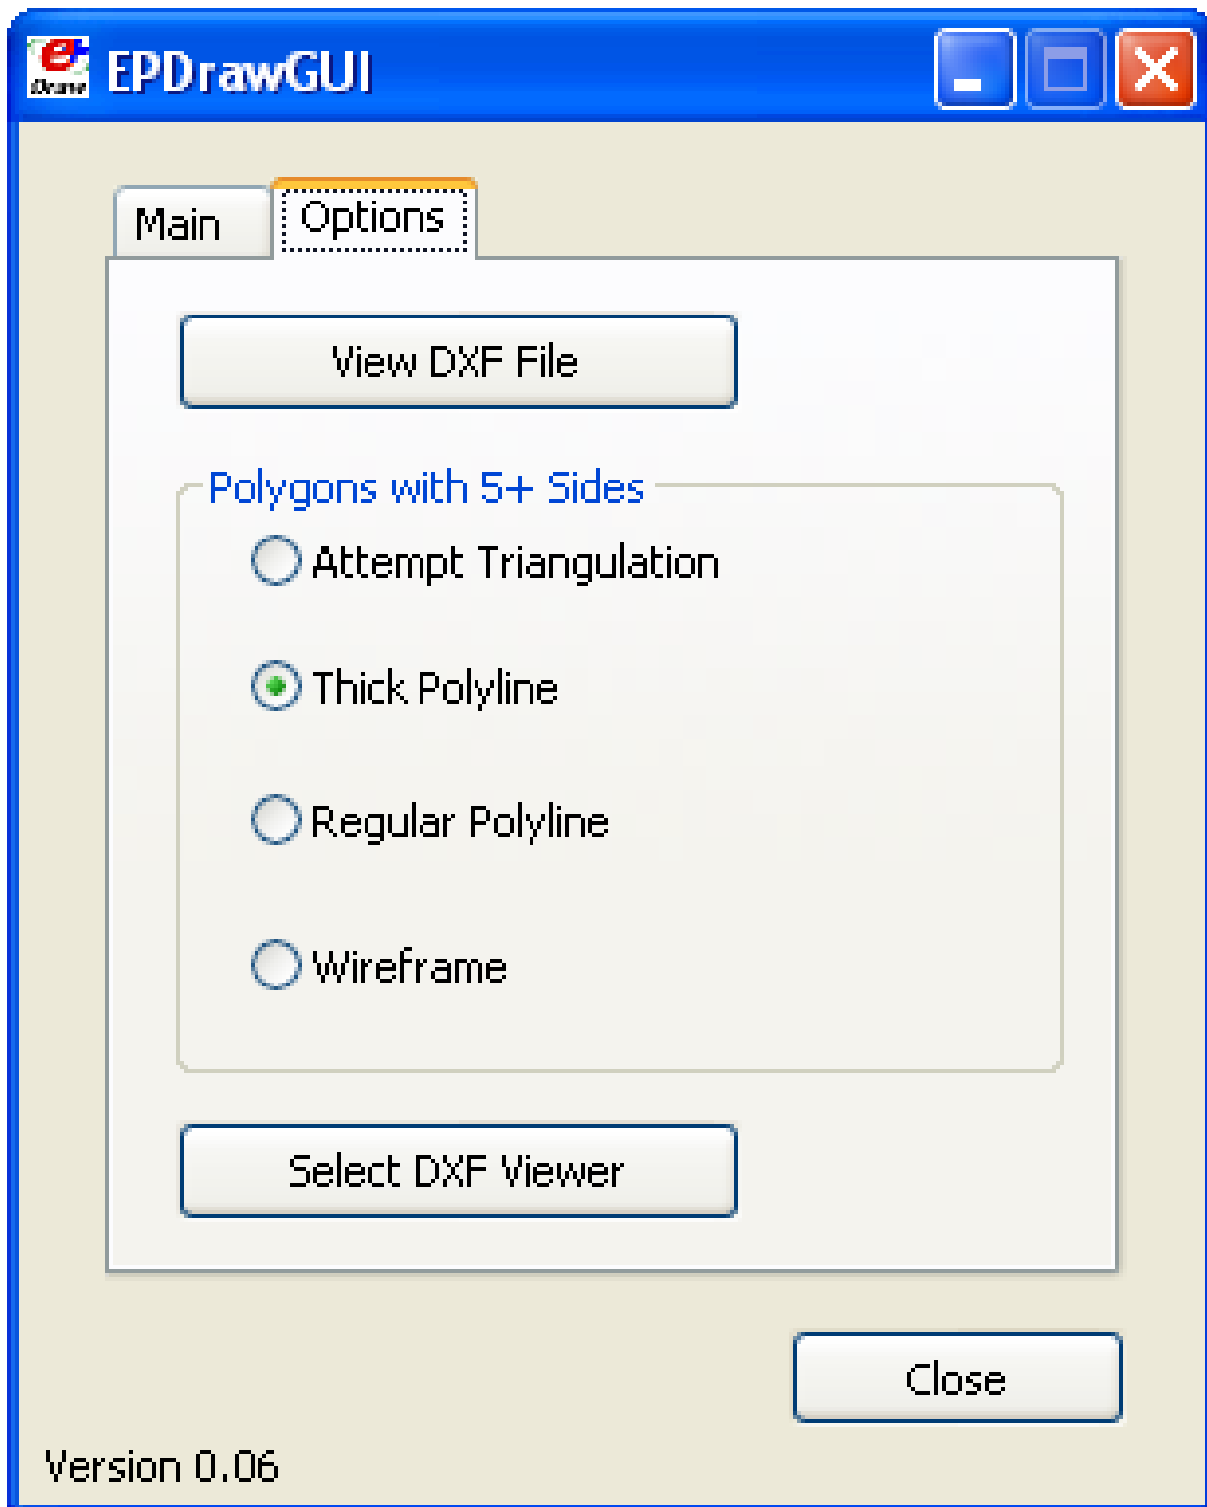 EPDrawGUI
Main
Options
View DXF File
Polygons with 5+ Sides
Attempt Triangulation
Thick Polyline
Regular Polyline
Wireframe
Select DXF Viewer
Close
Version 0.06